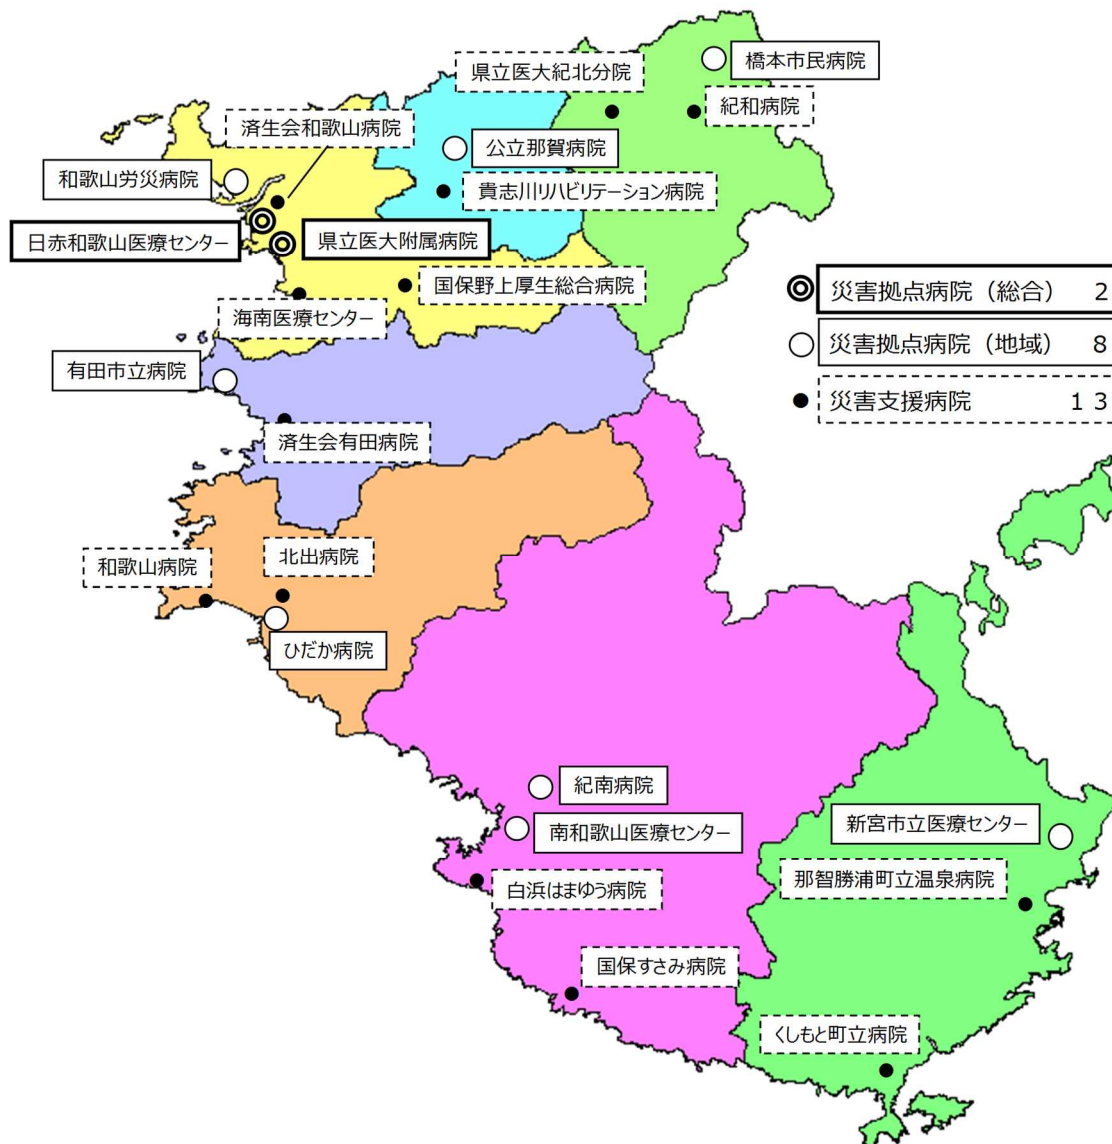 橋本市民病院
県立医大紀北分院
紀和病院
済生会和歌山病院
公立那賀病院
和歌山労災病院
貴志川リハビリテーション病院
日赤和歌山医療センター
県立医大附属病院
国保野上厚生総合病院
海南医療センター
災害拠点病院（総合） 2
災害拠点病院（地域） 8
災害支援病院 13
有田市立病院
済生会有田病院
北出病院
和歌山病院
ひだか病院
紀南病院
南和歌山医療センター
新宮市立医療センター
那智勝浦町立温泉病院
白浜はまゆう病院
国保すさみ病院
くしもと町立病院